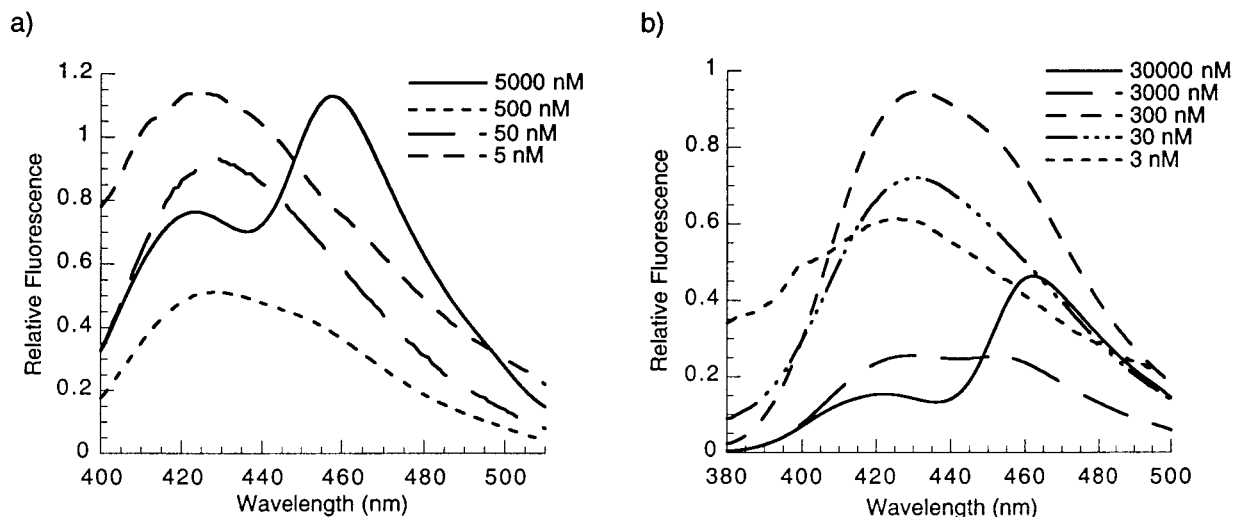 a)
1.2
1
0.8
0.6
0.4
0.2
0
400 420 440 460 480 500
Wavelength (nm)
Relative Fluorescence
5000 nM
500 nM
50 nM
5 nM
b)
1
0.8
0.6
0.4
0.2
0
380 400 420 440 460 480 500
Wavelength (nm)
Relative Fluorescence
30000 nM
3000 nM
300 nM
30 nM
3 nM